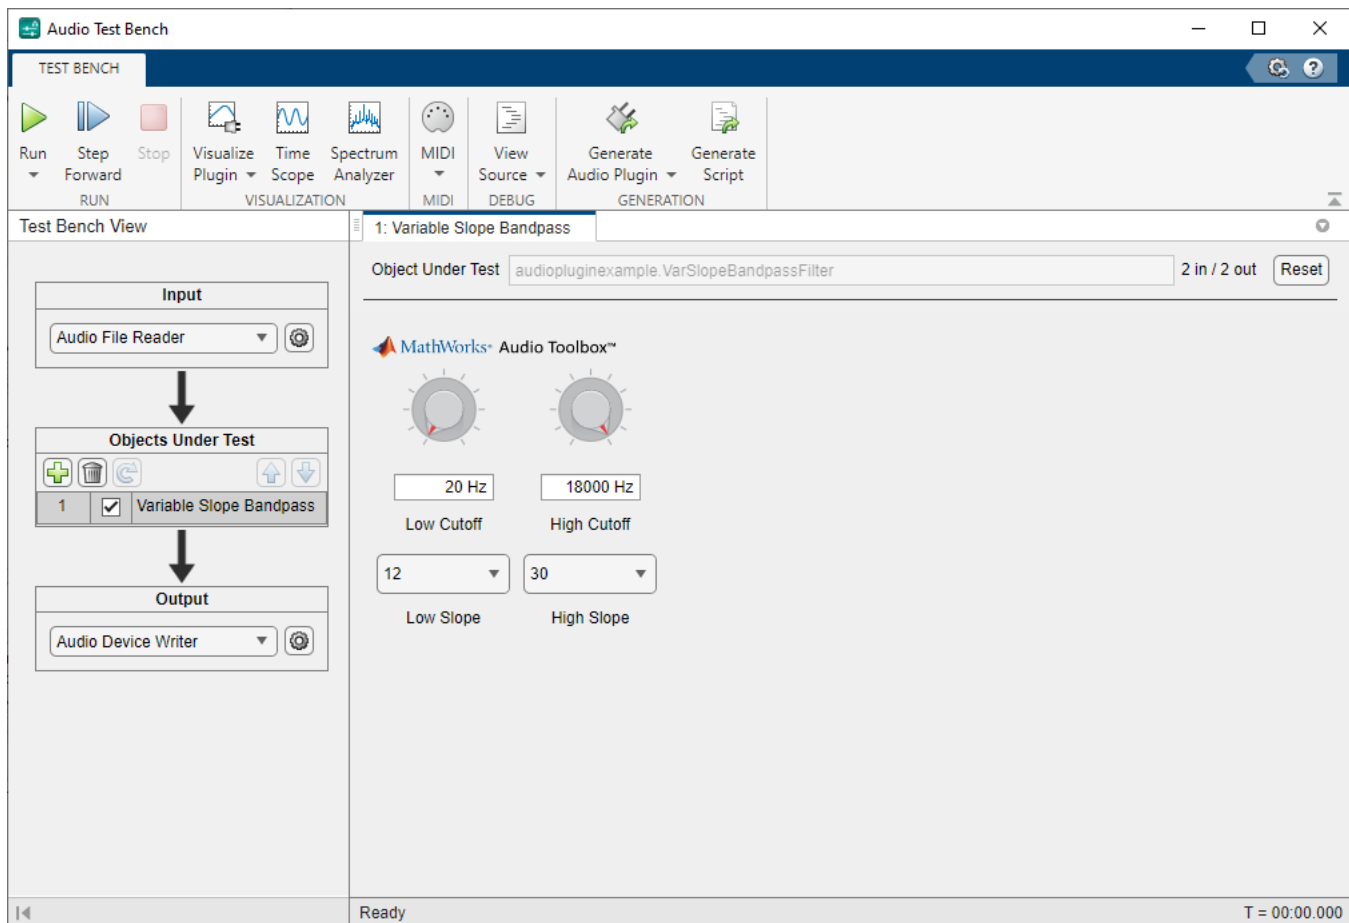 Audio Test Bench
TEST BENCH
Run
Step
Forward
Stop
Visualize
Plugin
Time
Scope
Spectrum
Analyzer
MIDI
View
Source
Generate
Audio Plugin
Generate
Script
RUN
VISUALIZATION
MIDI
DEBUG
GENERATION
Test Bench View
Input
Audio File Reader
Objects Under Test
1 Variable Slope Bandpass
Output
Audio Device Writer
1: Variable Slope Bandpass
Object Under Test audiopluginexample.VarSlopeBandpassFilter 2 in / 2 out Reset
MathWorks® Audio Toolbox™
20 Hz 18000 Hz
Low Cutoff High Cutoff
12 30
Low Slope High Slope
Ready T = 00:00.000